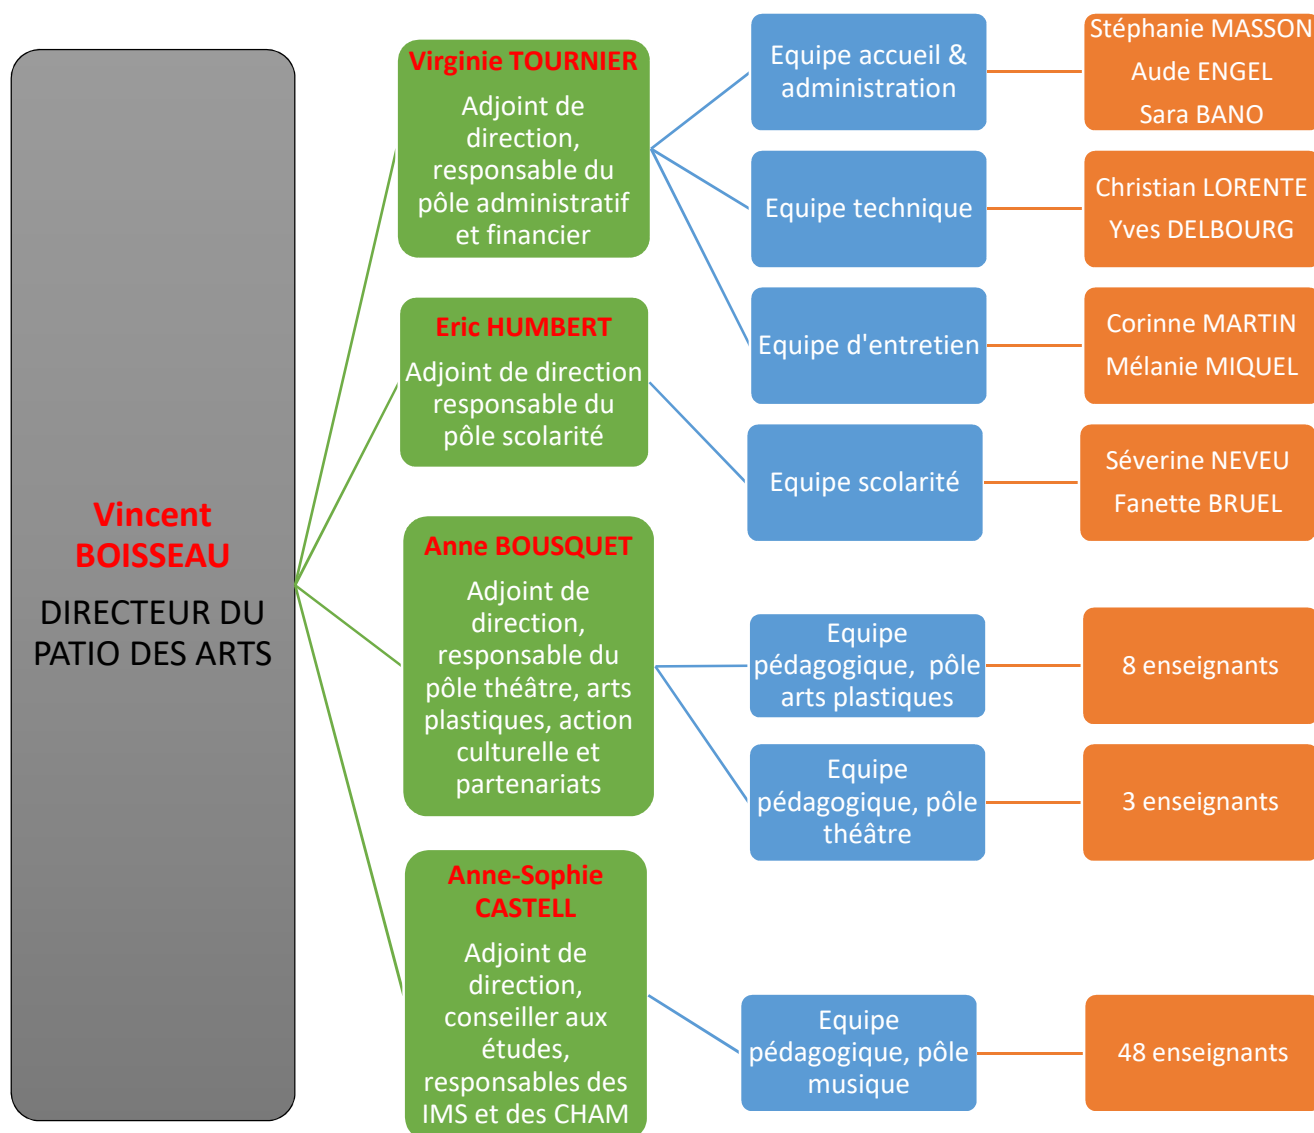 Vincent
BOISSEAU
DIRECTEUR DU
PATIO DES ARTS
Virginie TOURNIER
Adjoint de
direction,
responsable du
pôle administratif
et financier
Equipe accueil &
administration
Stéphanie MASSON
Aude ENGEL
Sara BANO
Equipe technique
Christian LORENTE
Yves DELBOURG
Equipe d'entretien
Corinne MARTIN
Mélanie MIQUEL
Eric HUMBERT
Adjoint de direction
responsable du
pôle scolarité
Equipe scolarité
Séverine NEVEU
Fanette BRUEL
Anne BOUSQUET
Adjoint de
direction,
responsable du
pôle théâtre, arts
plastiques, action
culturelle et
partenariats
Equipe
pédagogique, pôle
arts plastiques
8 enseignants
Equipe
pédagogique, pôle
théâtre
3 enseignants
Anne-Sophie
CASTELL
Adjoint de
direction,
conseiller aux
études,
responsables des
IMS et des CHAM
Equipe
pédagogique, pôle
musique
48 enseignants